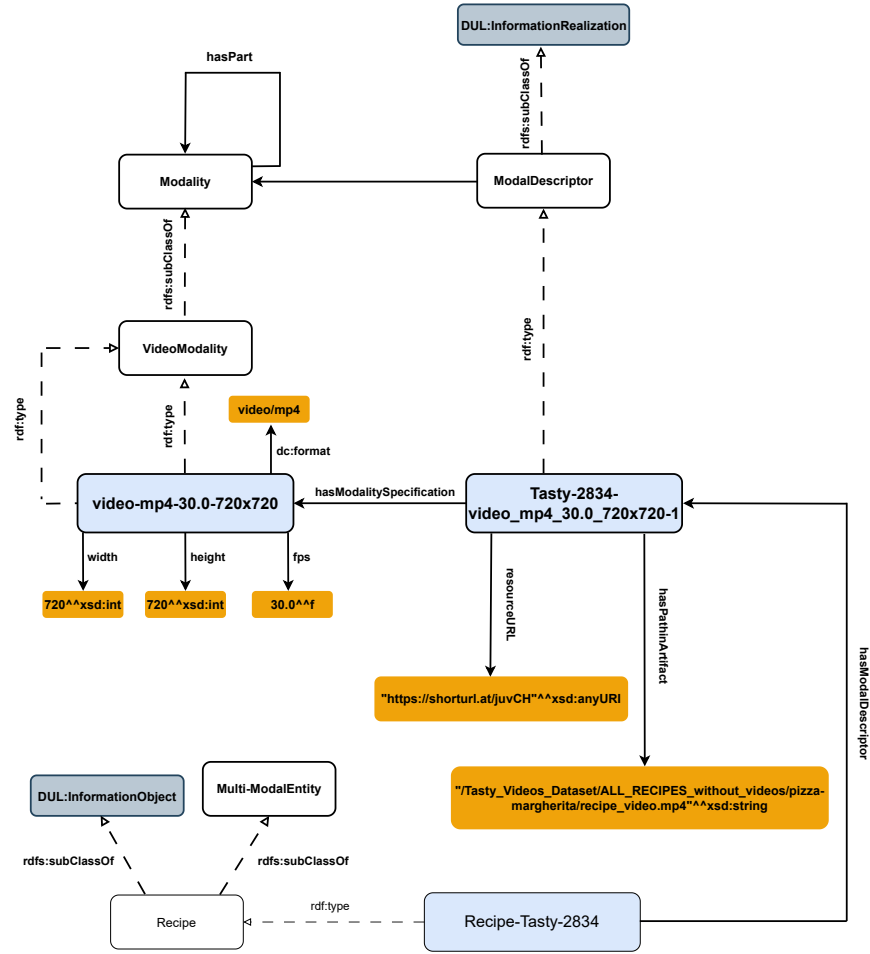 DUL:InformationRealization
hasPart
rdfs:subClassOf
Modality
ModalDescriptor
rdfs:subClassOf
rdf:type
VideoModality
rdf:type
rdf:type
video/mp4
dc:format
video-mp4-30.0-720x720
hasModalitySpecification
Tasty-2834-
video_mp4_30.0_720x720-1
width
height
fps
720^^xsd:int
720^^xsd:int
30.0^^f
resourceURL
hasPathinArtifact
hasModalDescriptor
"https://shorturl.at/juvCH"^^xsd:anyURI
"/Tasty_Videos_Dataset/ALL_RECIPES_without_videos/pizza-
margherita/recipe_video.mp4"^^xsd:string
DUL:InformationObject
Multi-ModalEntity
rdfs:subClassOf
rdfs:subClassOf
Recipe
rdf:type
Recipe-Tasty-2834